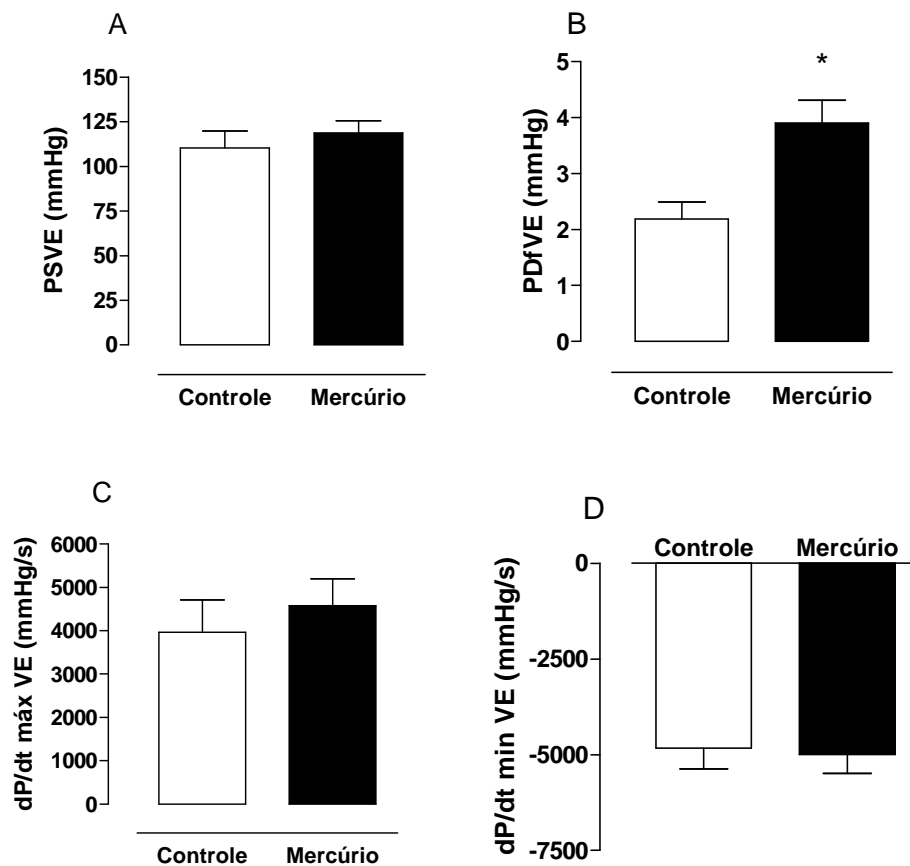 A
PSVE (mmHg)
150
125
100
75
50
25
0
Controle Mercúrio
B
PDfVE (mmHg)
5
4
3
2
1
0
*
Controle Mercúrio
C
dP/dt máx VE (mmHg/s)
6000
5000
4000
3000
2000
1000
0
Controle Mercúrio
D
dP/dt min VE (mmHg/s)
Controle Mercúrio
0
-2500
-5000
-7500